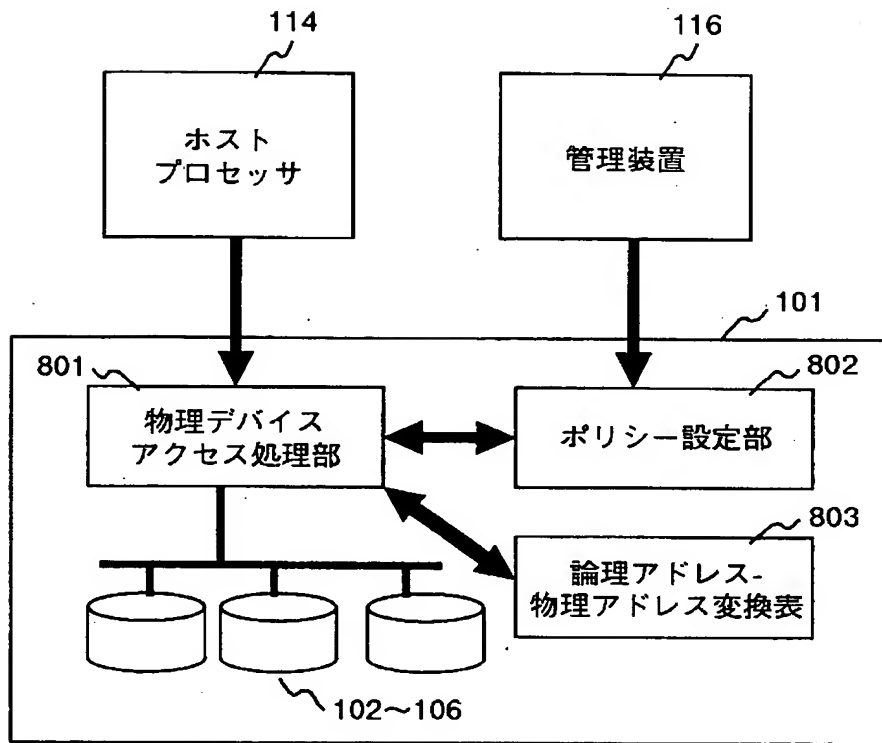 114
116
ホスト
プロセッサ
管理装置
101
801
802
物理デバイス
アクセス処理部
ポリシー設定部
803
論理アドレス-
物理アドレス変換表
102〜106